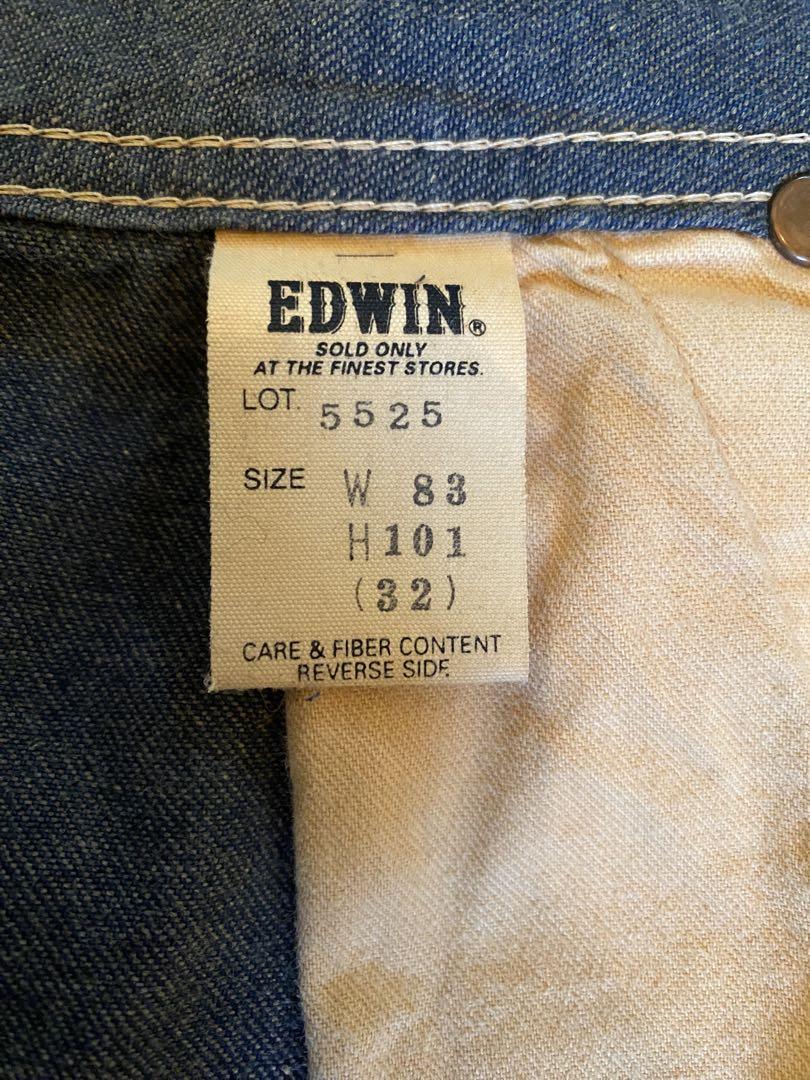 EDWIN®
SOLD ONLY
AT THE FINEST STORES.
LOT. 5525
SIZE W 83
H101
(32)
CARE & FIBER CONTENT
REVERSE SIDE.